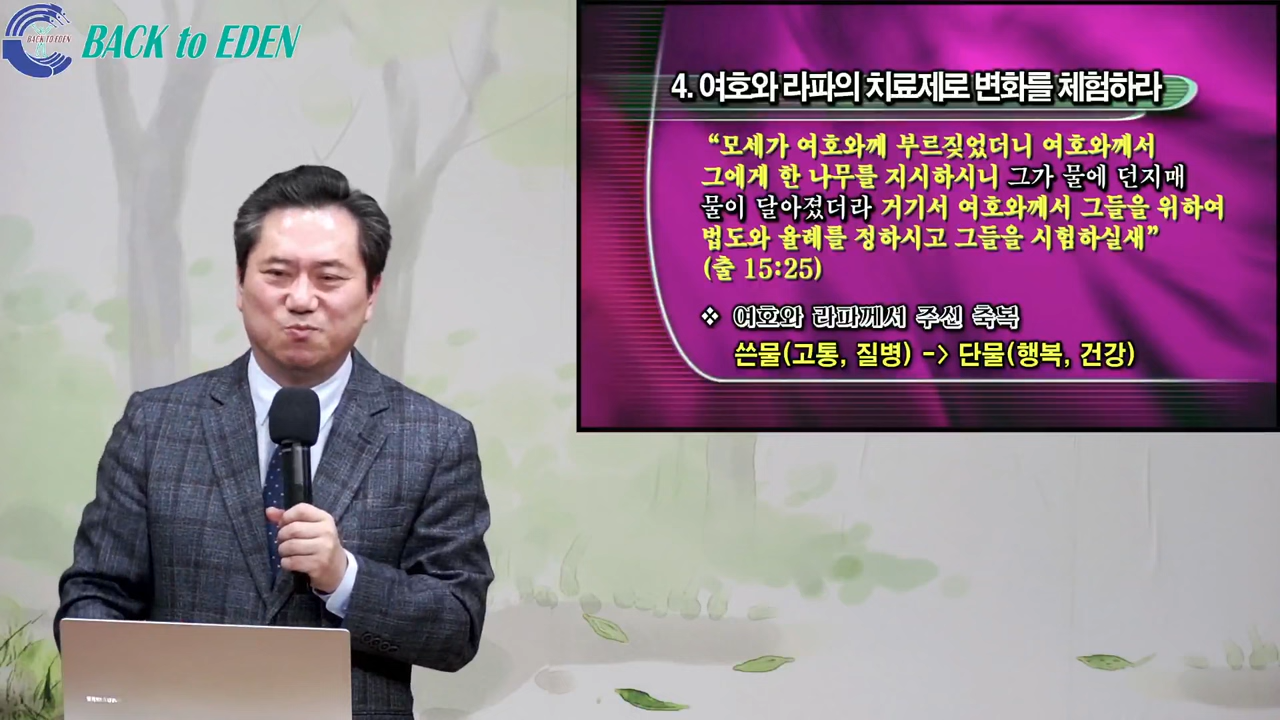 BACK TO EDEN
BACK to EDEN
4. 여호와 라파의 치료제로 변화를 체험하라
“모세가 여호와께 부르짖었더니 여호와께서
그에게 한 나무를 지시하시니 그가 물에 던지매
물이 달아졌더라 거기서 여호와께서 그들을 위하여
법도와 율례를 정하시고 그들을 시험하실새”
(출 15:25)
❖ 여호와 라파께서 주신 축복
쓴물(고통, 질병) -> 단물(행복, 건강)